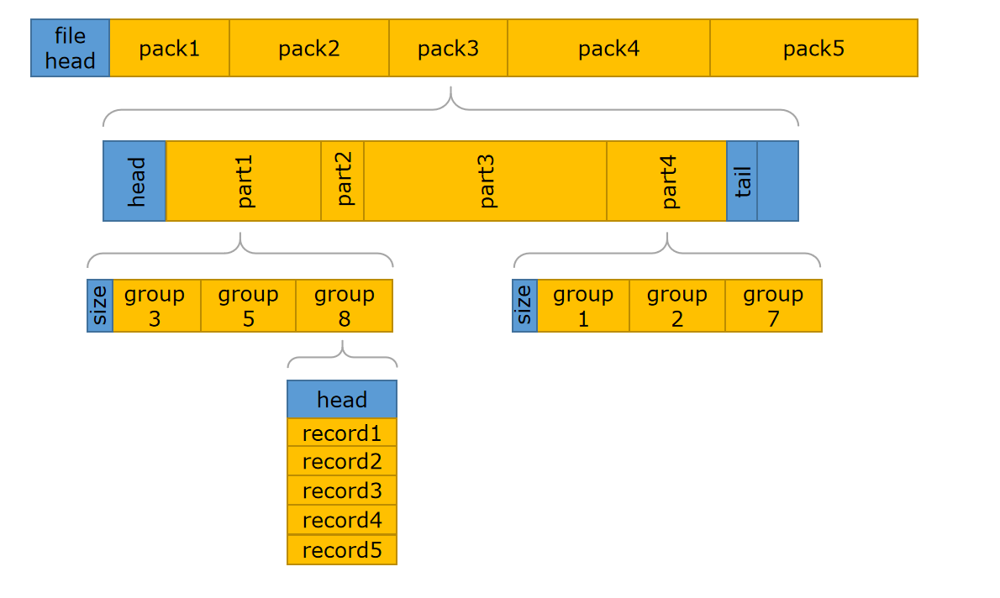 file
head
pack1
pack2
pack3
pack4
pack5
head
part1
part2
part3
part4
tail
size
group
3
group
5
group
8
size
group
1
group
2
group
7
head
record1
record2
record3
record4
record5